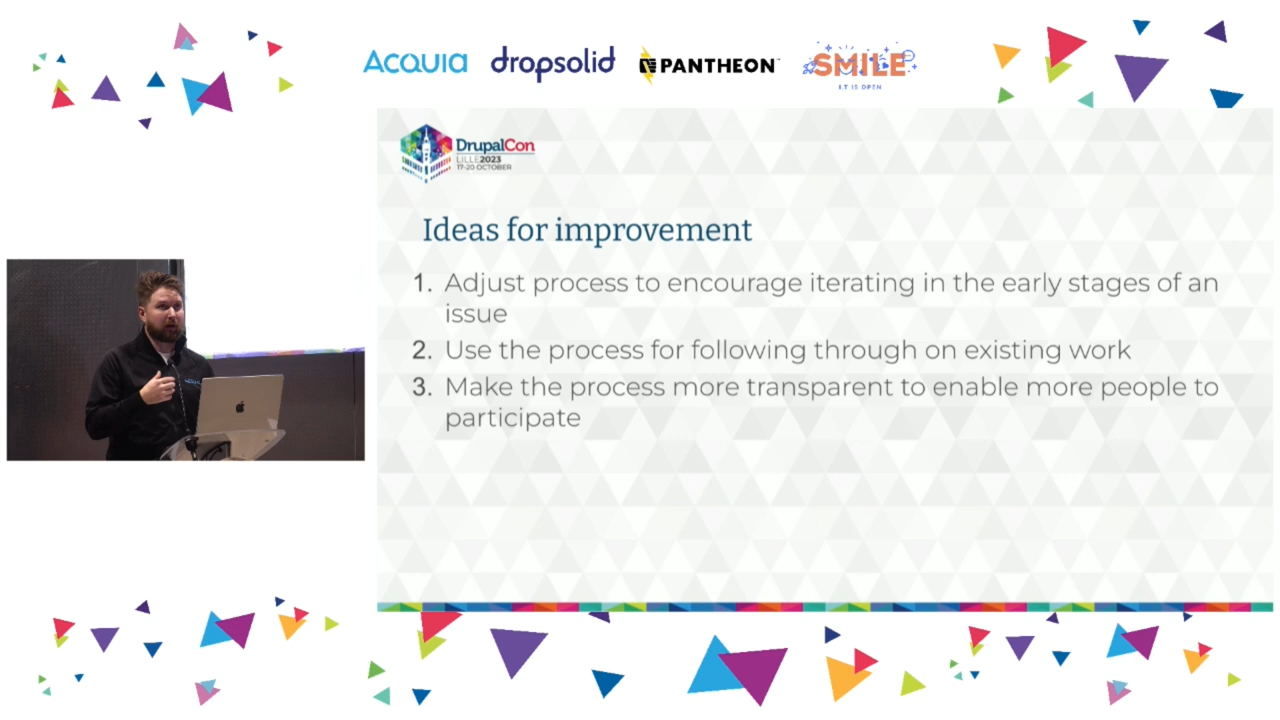 ACQUIA dropsolid PANTHEON SMILE
I.T IS OPEN
DrupalCon
LILLE2023
17-20 OCTOBER
Ideas for improvement
1. Adjust process to encourage iterating in the early stages of an
issue
2. Use the process for following through on existing work
3. Make the process more transparent to enable more people to
participate